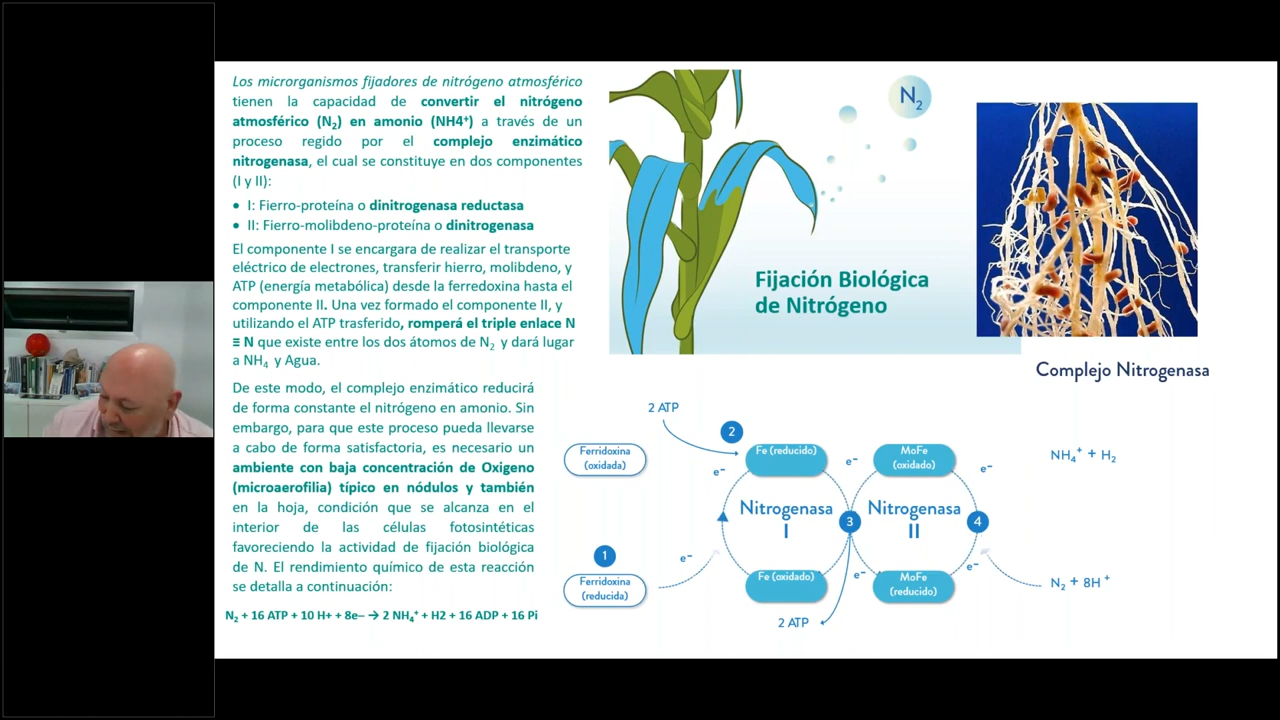 Los microrganismos fijadores de nitrógeno atmosférico
tienen la capacidad de convertir el nitrógeno
atmosférico (N₂) en amonio (NH4⁺) a través de un
proceso regido por el complejo enzimático
nitrogenasa, el cual se constituye en dos componentes
(I y II):
• I: Fierro-proteína o dinitrogenasa reductasa
• II: Fierro-molibdeno-proteína o dinitrogenasa
El componente I se encargara de realizar el transporte
eléctrico de electrones, transferir hierro, molibdeno, y
ATP (energía metabólica) desde la ferredoxina hasta el
componente II. Una vez formado el componente II, y
utilizando el ATP trasferido, romperá el triple enlace N
≡ N que existe entre los dos átomos de N₂ y dará lugar
a NH₄ y Agua.
De este modo, el complejo enzimático reducirá
de forma constante el nitrógeno en amonio. Sin
embargo, para que este proceso pueda llevarse
a cabo de forma satisfactoria, es necesario un
ambiente con baja concentración de Oxigeno
(microaerofilia) típico en nódulos y también
en la hoja, condición que se alcanza en el
interior de las células fotosintéticas
favoreciendo la actividad de fijación biológica
de N. El rendimiento químico de esta reacción
se detalla a continuación:
N₂ + 16 ATP + 10 H+ + 8e– → 2 NH₄⁺ + H2 + 16 ADP + 16 Pi
N₂
Fijación Biológica
de Nitrógeno
Complejo Nitrogenasa
2 ATP
2
Ferridoxina
(oxidada)
Fe (reducido)
MoFe
(oxidado)
NH₄⁺ + H₂
e⁻
e⁻
e⁻
Nitrogenasa
I
3
Nitrogenasa
II
4
1
e⁻
e⁻
e⁻
Ferridoxina
(reducida)
Fe (oxidado)
MoFe
(reducido)
N₂ + 8H⁺
2 ATP